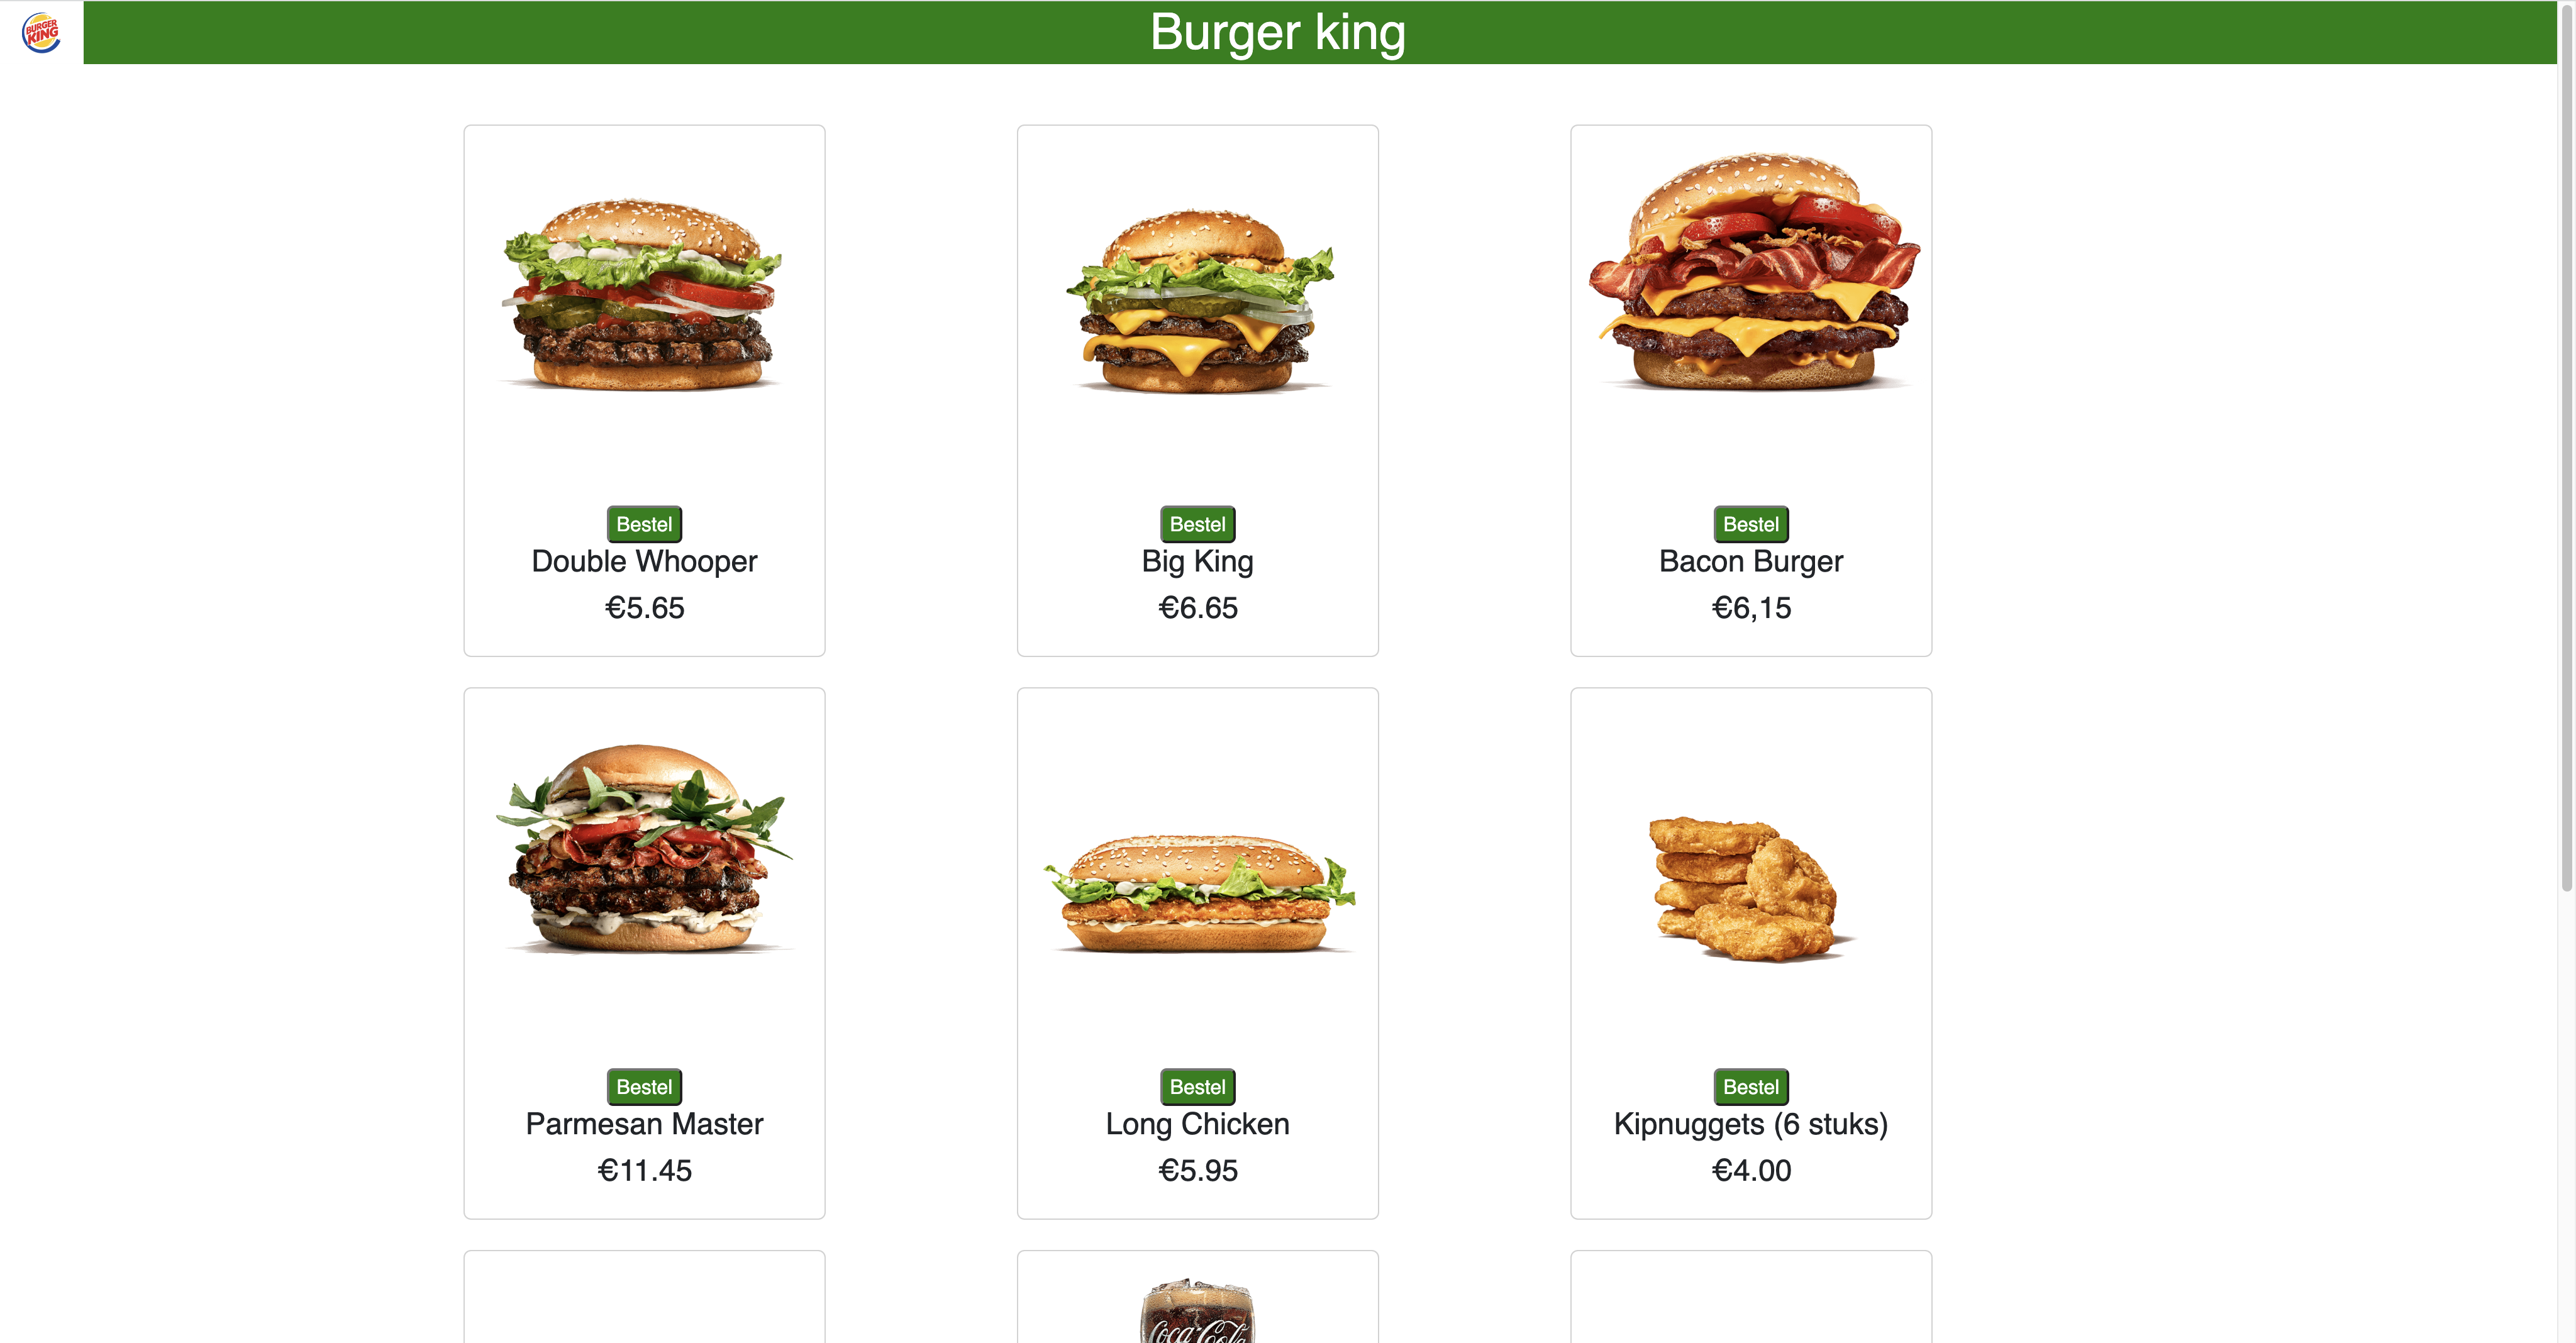 BURGER
KING
Burger king
Bestel
Double Whooper
€5.65
Bestel
Big King
€6.65
Bestel
Bacon Burger
€6,15
Bestel
Parmesan Master
€11.45
Bestel
Long Chicken
€5.95
Bestel
Kipnuggets (6 stuks)
€4.00
Coca-Cola